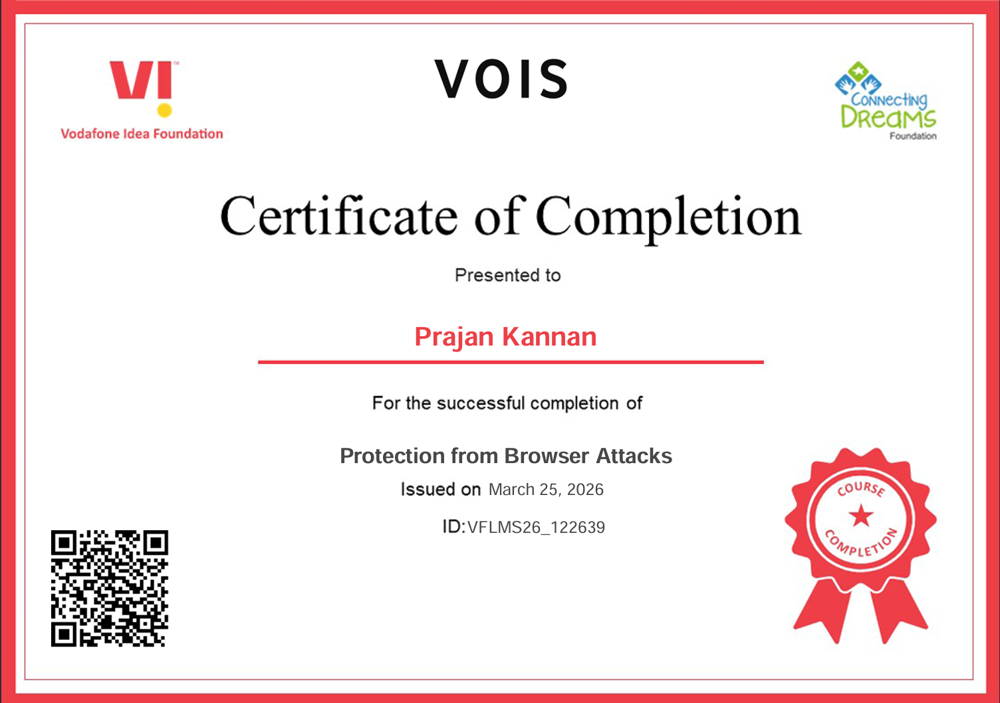 VI™
Vodafone Idea Foundation
VOIS
Connecting
Dreams
Foundation
Certificate of Completion
Presented to
Prajan Kannan
For the successful completion of
Protection from Browser Attacks
Issued on March 25, 2026
ID:VFLMS26_122639
COURSE
COMPLETION